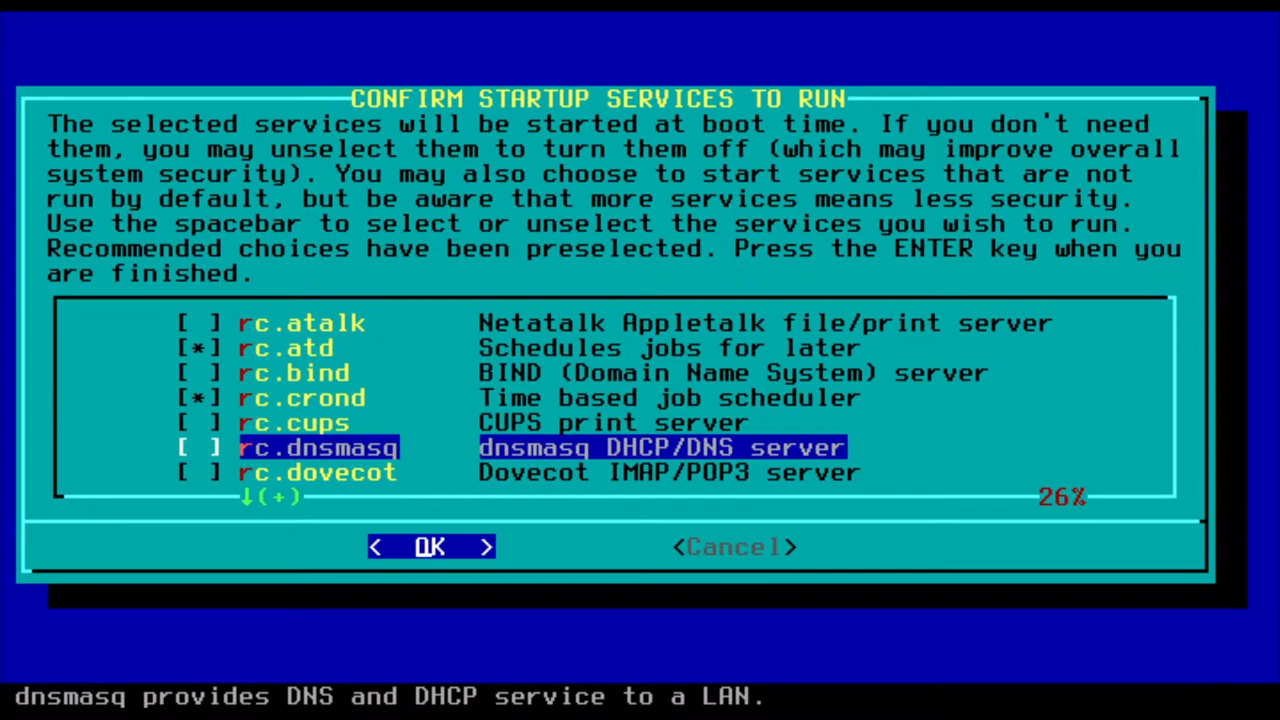 CONFIRM STARTUP SERVICES TO RUN
The selected services will be started at boot time. If you don't need
them, you may unselect them to turn them off (which may improve overall
system security). You may also choose to start services that are not
run by default, but be aware that more services means less security.
Use the spacebar to select or unselect the services you wish to run.
Recommended choices have been preselected. Press the ENTER key when you
are finished.
[ ] rc.atalk Netatalk Appletalk file/print server
[*] rc.atd Schedules jobs for later
[ ] rc.bind BIND (Domain Name System) server
[*] rc.crond Time based job scheduler
[ ] rc.cups CUPS print server
[ ] rc.dnsmasq dnsmasq DHCP/DNS server
[ ] rc.dovecot Dovecot IMAP/POP3 server
↓(+) 26%
< OK > <Cancel>
dnsmasq provides DNS and DHCP service to a LAN.